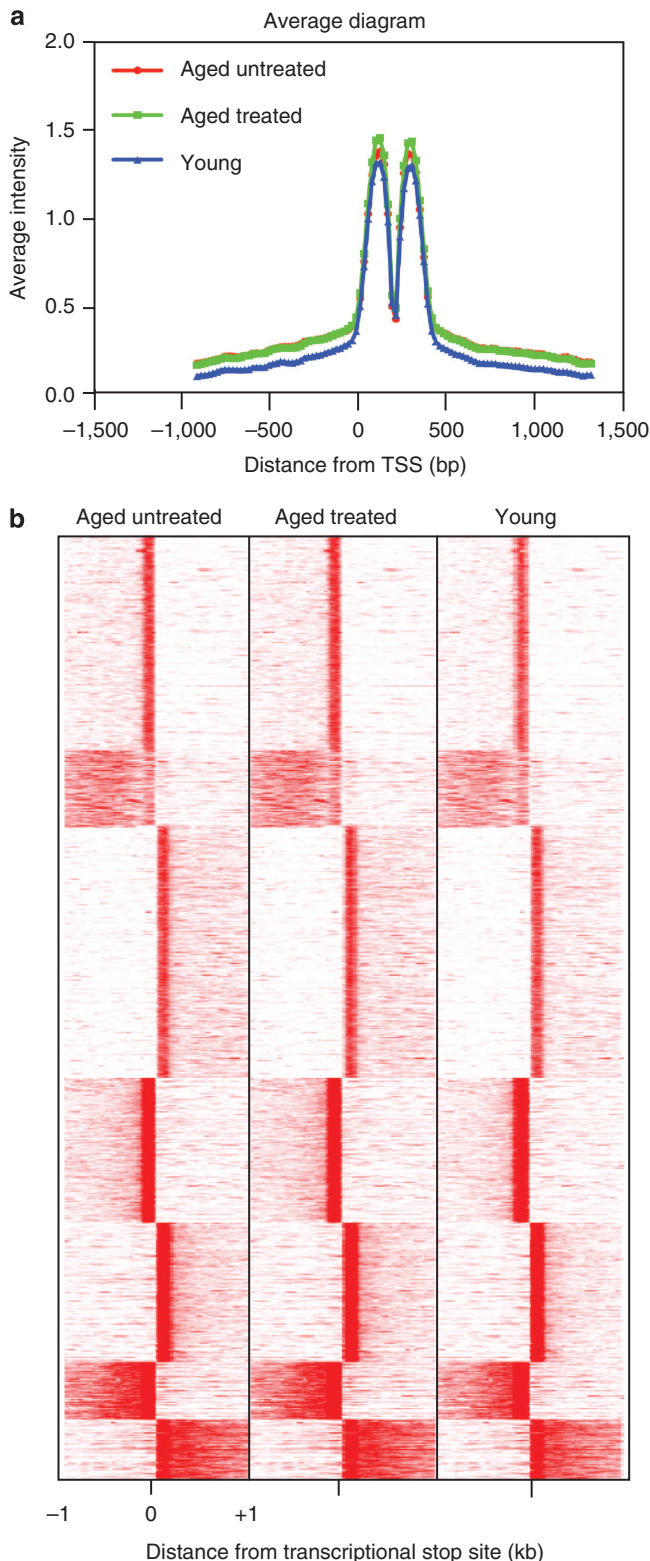 a
Average diagram
2.0
1.5
1.0
0.5
0.0
Average intensity
Aged untreated
Aged treated
Young
–1,500 –1,000 –500 0 500 1,000 1,500
Distance from TSS (bp)
b
Aged untreated Aged treated Young
–1 0 +1
Distance from transcriptional stop site (kb)